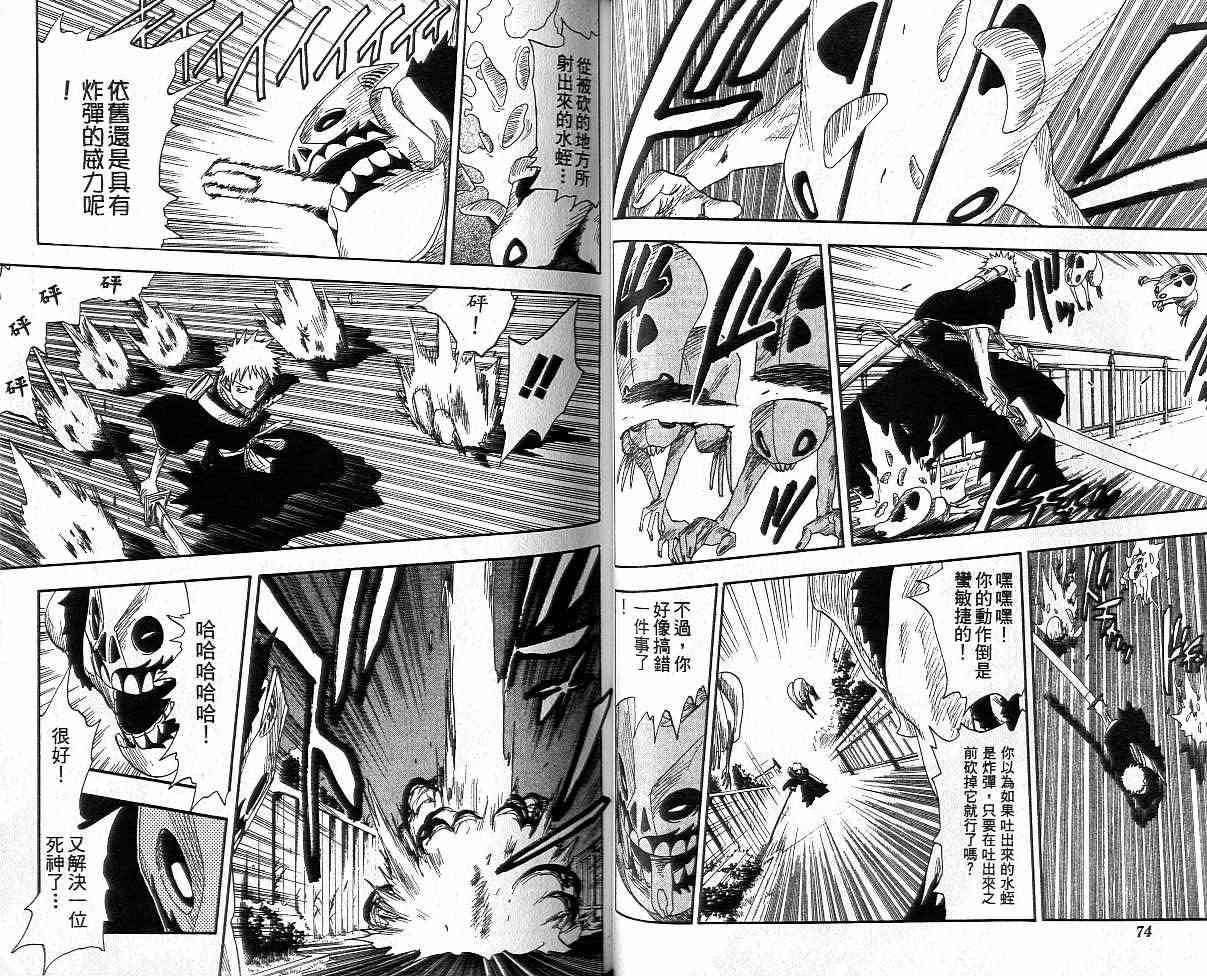 嘿嘿嘿！
你的動作倒是
蠻敏捷的！
你以為如果吐出來的水蛭
是炸彈，只要在吐出來之
前砍掉它就行了嗎？
不過，你
好像搞錯
一件事了
！
74
從被砍的地方所
射出來的水蛭…
依舊還是具有
炸彈的威力呢
！
砰！
!!
砰
砰
砰
哈哈哈哈哈！
很好！
又解決一位
死神了…